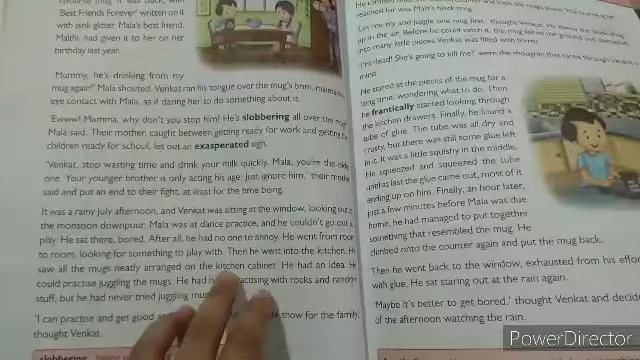 favourite mug. It was baby
'Best Friends Forever' written on it
with pink glitter. Mala's best friend,
Malthi, had given it to her on her
birthday last year.
'Mummy, he's drinking from my
mug again!' Mala shouted. Venkat ran his tongue over the mug's brim,
eye contact with Mala, as if daring her to do something about it.
'Ewww! Mamma, why don't you stop him? He's slobbering all over the mug
Mala said. Their mother, caught between getting ready for work and getting
children ready for school, let out an exasperated sigh.
'Venkat, stop wasting time and drink your milk quickly. Mala, you're the
one. Your younger brother is only acting his age. Just ignore him,' their mother
said and put an end to their fight, at least for the time being.
It was a rainy July afternoon, and Venkat was sitting at the window, looking out
the monsoon downpour. Mala was at dance practice, and he couldn't go out
play. He sat there, bored. After all, he had no one to annoy. He went from room
to room, looking for something to play with. Then he went into the kitchen. He
saw all the mugs neatly arranged on the kitchen cabinet. He had an idea. He
could practise juggling the mugs. He had practising with rocks and random
stuff, but he had never tried juggling
'I can practise and get good show for the family,'
thought Venkat.
slobbering
reached for was Mala's pink mug.
'Let me try and juggle one mug first,' thought Venkat. He threw the pink mug
up in the air. Before he could catch it, the mug fell to the ground and shattered
into many little pieces. Venkat was filled with terror.
'I'm dead! She's going to kill me!' were the thoughts that raced through Venkat's
mind
He stared at the pieces of the mug for a
long time, wondering what to do. Then
he frantically started looking through
the kitchen drawers. Finally, he found a
tube of glue. The tube was all dry and
crusty, but there was still some glue left
in it. It was a little squishy in the middle.
He squeezed and squeezed the tube
until at last the glue came out, most of it
ending up on him. Finally, an hour later,
just a few minutes before Mala was due
home, he had managed to put together
something that resembled the mug. He
climbed onto the counter again and put the mug back.
Then he went back to the window, exhausted from his
with glue. He sat staring out at the rain again.
'Maybe it's better to get bored,' thought Venkat and
of the afternoon watching the rain.
PowerDirector